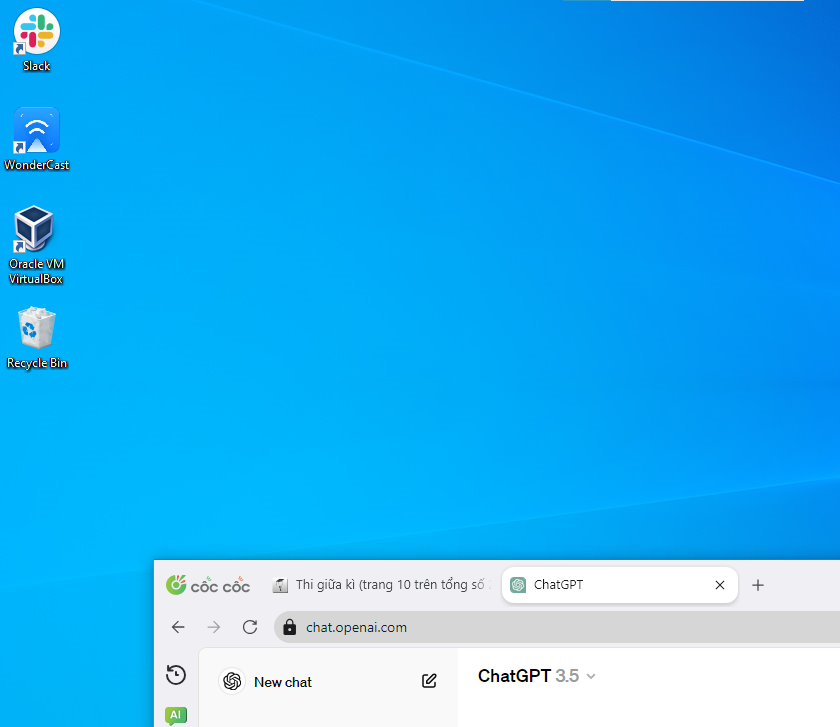 Slack
WonderCast
Oracle VM
VirtualBox
Recycle Bin
cốc cốc
Thi giữa kì (trang 10 trên tổng số
ChatGPT
chat.openai.com
New chat
ChatGPT 3.5
AI